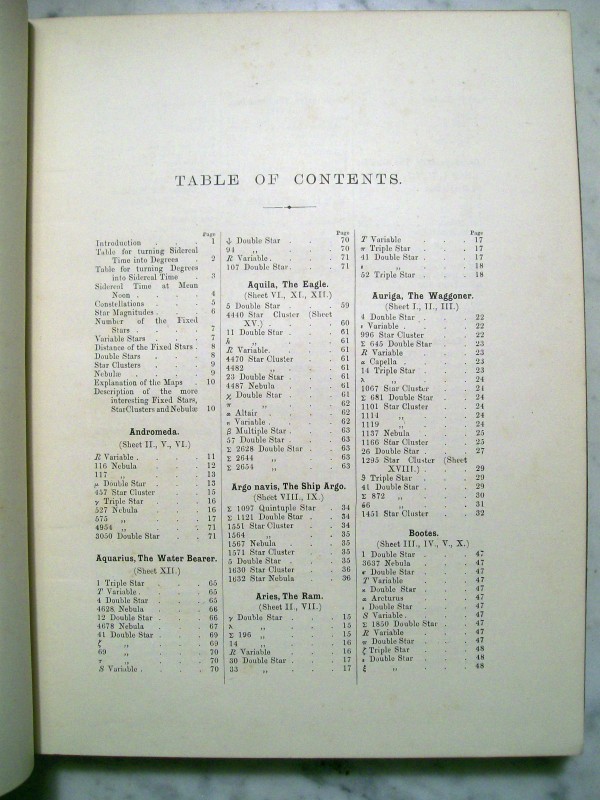 TABLE OF CONTENTS.
Page
Introduction . . . 1
Table for turning Sidereal
Time into Degrees . 2
Table for turning Degrees
into Sidereal Time . 3
Sidereal Time at Mean
Noon . . . . 4
Constellations . . . 5
Star Magnitudes . . 6
Number of the Fixed
Stars . . . . 7
Variable Stars . . . 7
Distance of the Fixed Stars . 8
Double Stars . . . 8
Star Clusters . . . 9
Nebulæ . . . . 9
Explanation of the Maps . 10
Description of the more
interesting Fixed Stars,
Star Clusters and Nebulæ 10
Andromeda.
(Sheet II., V., VI.)
R Variable . . . . 11
116 Nebula . . . 12
117 „ . . . 13
μ Double Star . . . 13
457 Star Cluster . . 15
γ Triple Star . . . 16
527 Nebula . . . 16
575 „ . . . 17
4954 „ . . . 71
3050 Double Star . . 71
Aquarius, The Water Bearer.
(Sheet XII.)
1 Triple Star . . . 65
T Variable . . . . 65
4 Double Star . . . 65
4628 Nebula . . . 66
12 Double Star . . . 66
4678 Nebula . . . 67
41 Double Star . . . 69
ζ „ . . . 69
69 „ . . . 70
τ „ . . . 70
S Variable . . . . 70
Page
ψ Double Star . . . 70
94 „ . . . 70
R Variable . . . . 71
107 Double Star . . . 71
Aquila, The Eagle.
(Sheet VI., XI., XII.)
5 Double Star . . . 59
4440 Star Cluster (Sheet
XV.) . . . . 60
11 Double Star . . . 61
h „ . . . 61
R Variable . . . . 61
4470 Star Cluster . . 61
4482 „ . . . 61
23 Double Star . . . 61
4487 Nebula . . . 61
χ Double Star . . . 61
π „ . . . 62
α Altair . . . . 62
η Variable . . . . 62
β Multiple Star . . . 63
57 Double Star . . . 63
Σ 2628 Double Star . . 63
Σ 2644 „ . . 63
Σ 2654 „ . . 63
Argo navis, The Ship Argo.
(Sheet VIII., IX.)
Σ 1097 Quintuple Star . 34
Σ 1121 Double Star . . 34
1551 Star Cluster . . 34
1564 „ . . . 35
1567 Nebula . . . 35
1571 Star Cluster . . 35
5 Double Star . . . 35
1630 Star Cluster . . 36
1632 Star Nebula . . 36
Aries, The Ram.
(Sheet II., VII.)
γ Double Star . . . 15
λ „ . . . 15
Σ 196 „ . . . 15
14 „ . . . 16
R Variable . . . 16
30 Double Star . . . 17
33 „ . . . 17
Page
T Variable . . . 17
π Triple Star . . . 17
41 Double Star . . . 17
ε „ . . . 18
52 Triple Star . . . 18
Auriga, The Waggoner.
(Sheet I., II., III.)
4 Double Star . . . 22
ε Variable . . . 22
996 Star Cluster . . 22
Σ 645 Double Star . . 23
R Variable . . . 23
α Capella . . . . 23
14 Triple Star . . . 23
λ „ . . . 24
1067 Star Cluster . . 24
Σ 681 Double Star . . 24
1101 Star Cluster . . 24
1114 „ . . . 24
1119 „ . . . 24
1137 Nebula . . . 25
1166 Star Cluster . . 25
26 Double Star . . . 27
1295 Star Cluster (Sheet
XVIII.) . . . 29
ϑ Triple Star . . . 29
41 Double Star . . . 29
Σ 872 „ . . . 30
„ . . . 31
1451 Star Cluster . . 32
Bootes.
(Sheet III., IV., V., X.)
1 Double Star . . . 47
3637 Nebula . . . 47
Double Star . . . 47
T Variable . . . 47
Double Star . . . 47
α Arcturus . . . 47
ι Double Star . . . 47
S Variable . . . . 47
Σ 1850 Double Star . . 47
R Variable . . . 47
π Double Star . . . 47
ζ Triple Star . . . 48
ε Double Star . . . 48
ξ „ . . . 48